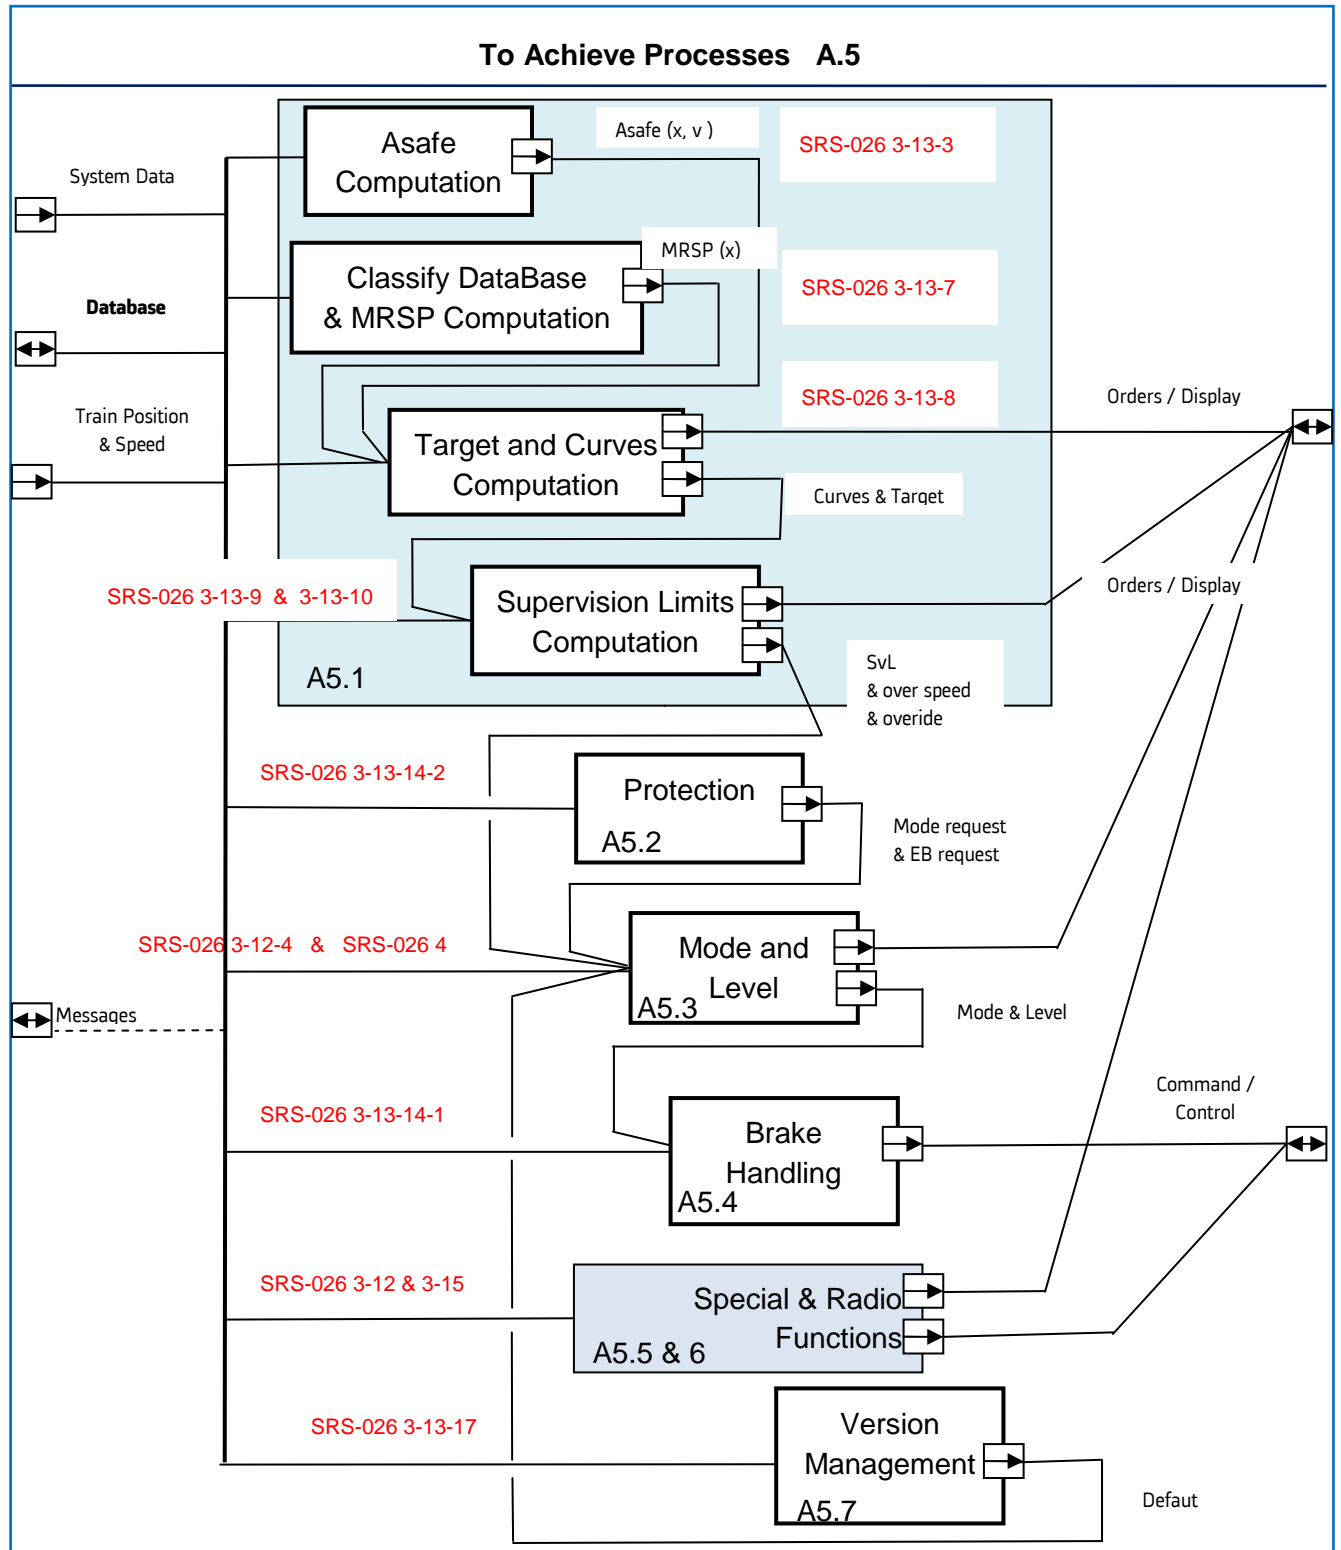 To Achieve Processes A.5
Asafe
Computation
Asafe (x, v )
SRS-026 3-13-3
System Data
MRSP (x)
Classify DataBase
& MRSP Computation
SRS-026 3-13-7
Database
SRS-026 3-13-8
Orders / Display
Train Position
& Speed
Target and Curves
Computation
Curves & Target
SRS-026 3-13-9 & 3-13-10
Supervision Limits
Computation
Orders / Display
A5.1
SvL
& over speed
& overide
SRS-026 3-13-14-2
Protection
A5.2
Mode request
& EB request
SRS-026 3-12-4 & SRS-026 4
Mode and
Level
A5.3
Messages
Mode & Level
Command /
Control
SRS-026 3-13-14-1
Brake
Handling
A5.4
SRS-026 3-12 & 3-15
Special & Radio
Functions
A5.5 & 6
SRS-026 3-13-17
Version
Management
A5.7
Defaut